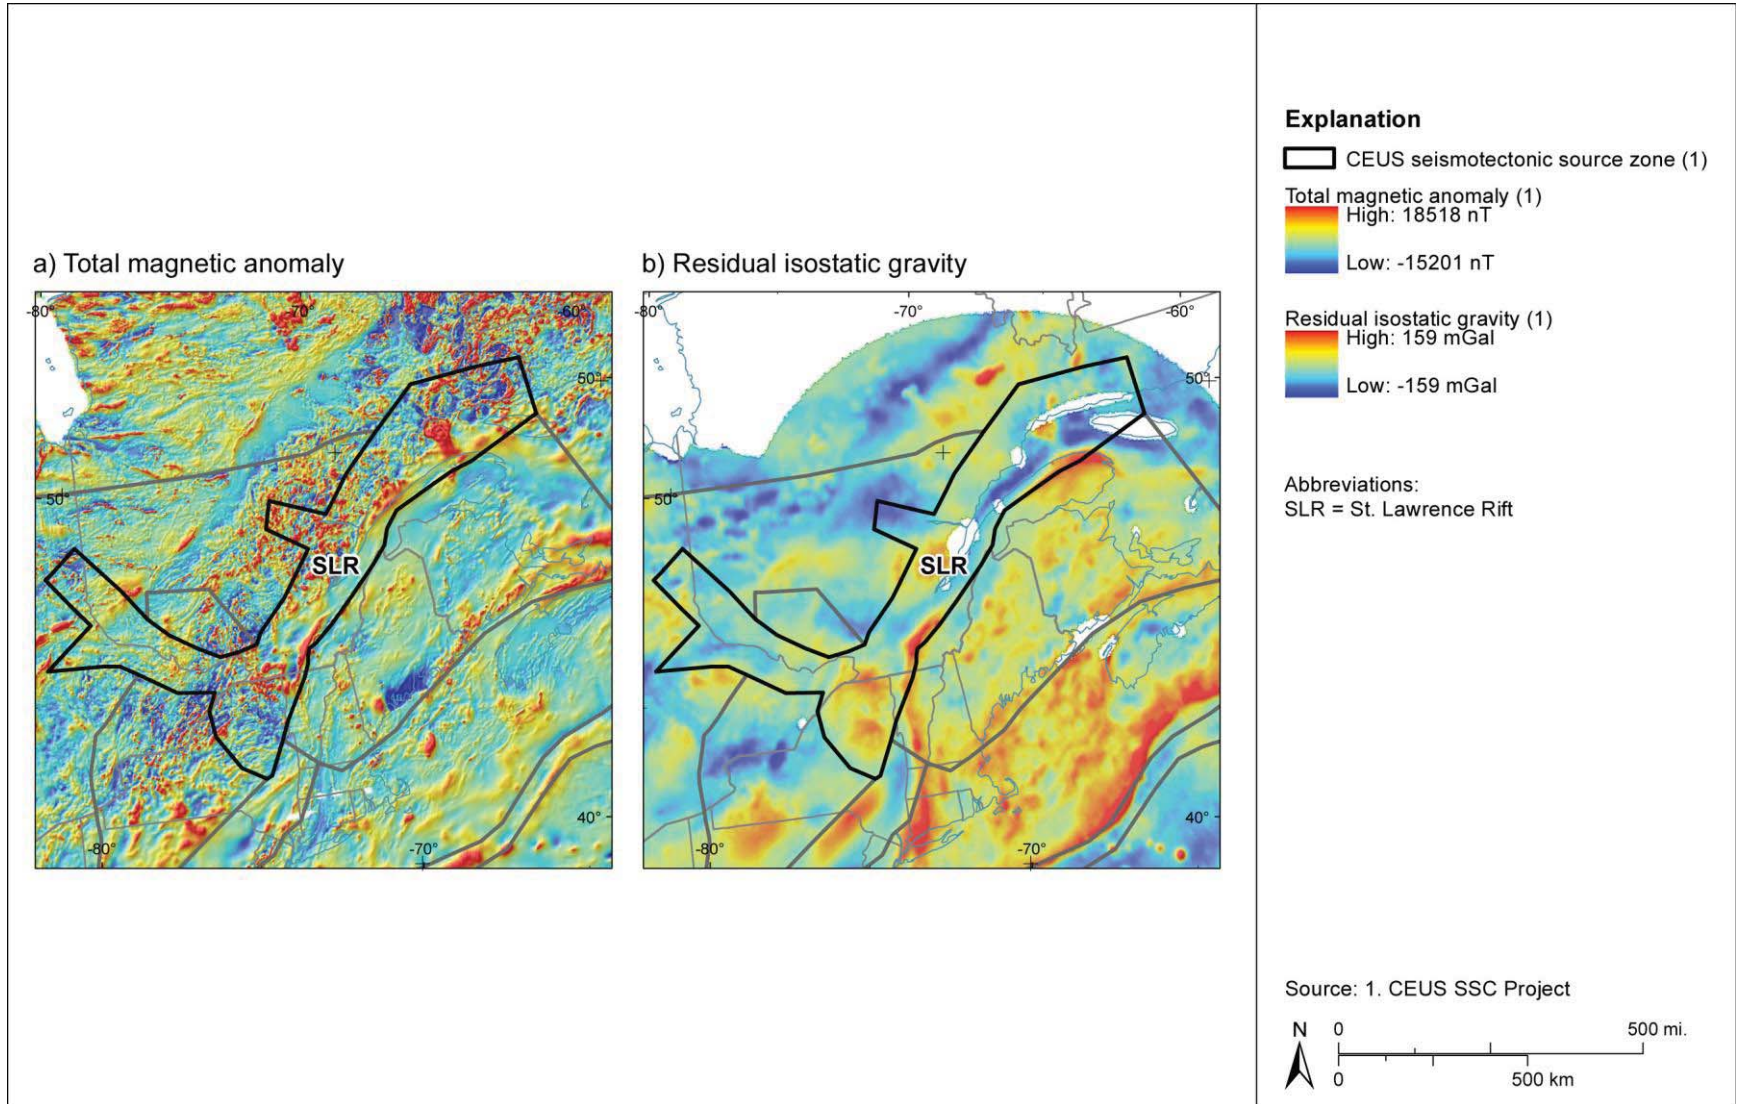 a) Total magnetic anomaly
-80°
-70°
-60°
50°
50°
SLR
40°
-80°
-70°
b) Residual isostatic gravity
-80°
-70°
-60°
50°
50°
SLR
40°
-80°
-70°
Explanation
CEUS seismotectonic source zone (1)
Total magnetic anomaly (1)
High: 18518 nT
Low: -15201 nT
Residual isostatic gravity (1)
High: 159 mGal
Low: -159 mGal
Abbreviations:
SLR = St. Lawrence Rift
Source: 1. CEUS SSC Project
N
0 500 mi.
0 500 km